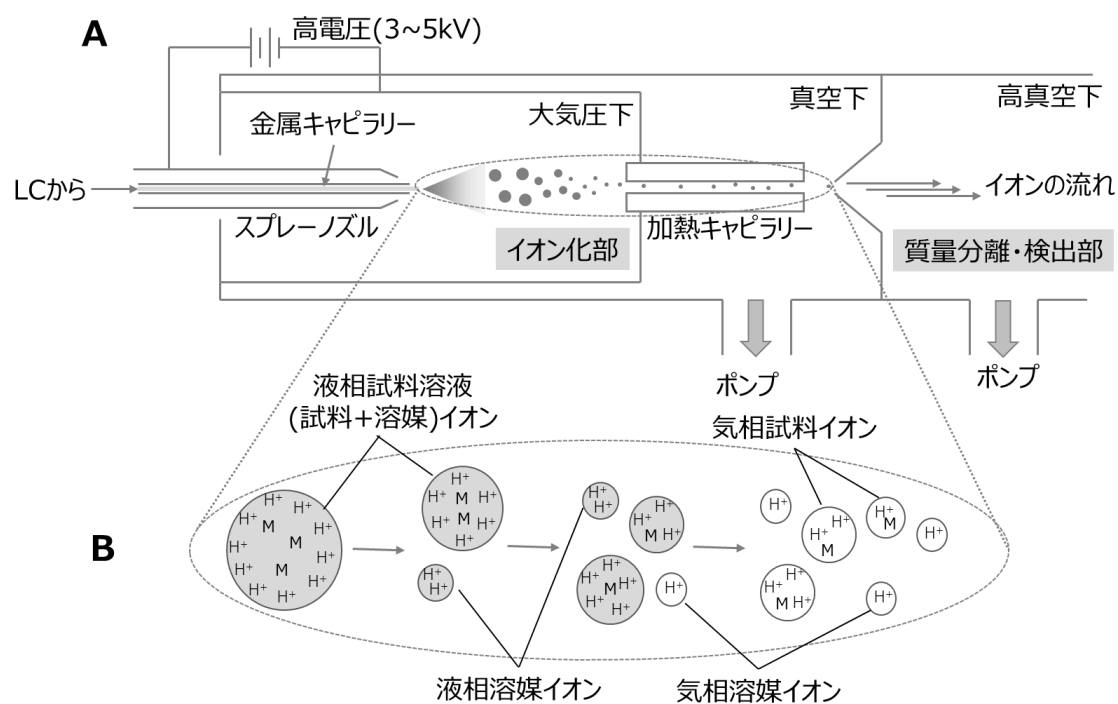 A
高電圧(3~5kV)
金属キャピラリー
大気圧下
真空下
高真空下
LCから
スプレーノズル
イオン化部
加熱キャピラリー
イオンの流れ
質量分離・検出部
ポンプ
ポンプ
液相試料溶液
(試料+溶媒)イオン
気相試料イオン
B
H⁺ H⁺ H⁺ M H⁺ H⁺ M H⁺ M H⁺ H⁺ H⁺ H⁺
H⁺ H⁺ M H⁺ H⁺ M H⁺ H⁺
H⁺ H⁺
H⁺ H⁺
H⁺ H⁺ M H⁺
H⁺ H⁺ M H⁺ H⁺ H⁺
H⁺
H⁺
H⁺ H⁺ M
H⁺ M
H⁺
H⁺ H⁺ M H⁺
H⁺
液相溶媒イオン
気相溶媒イオン